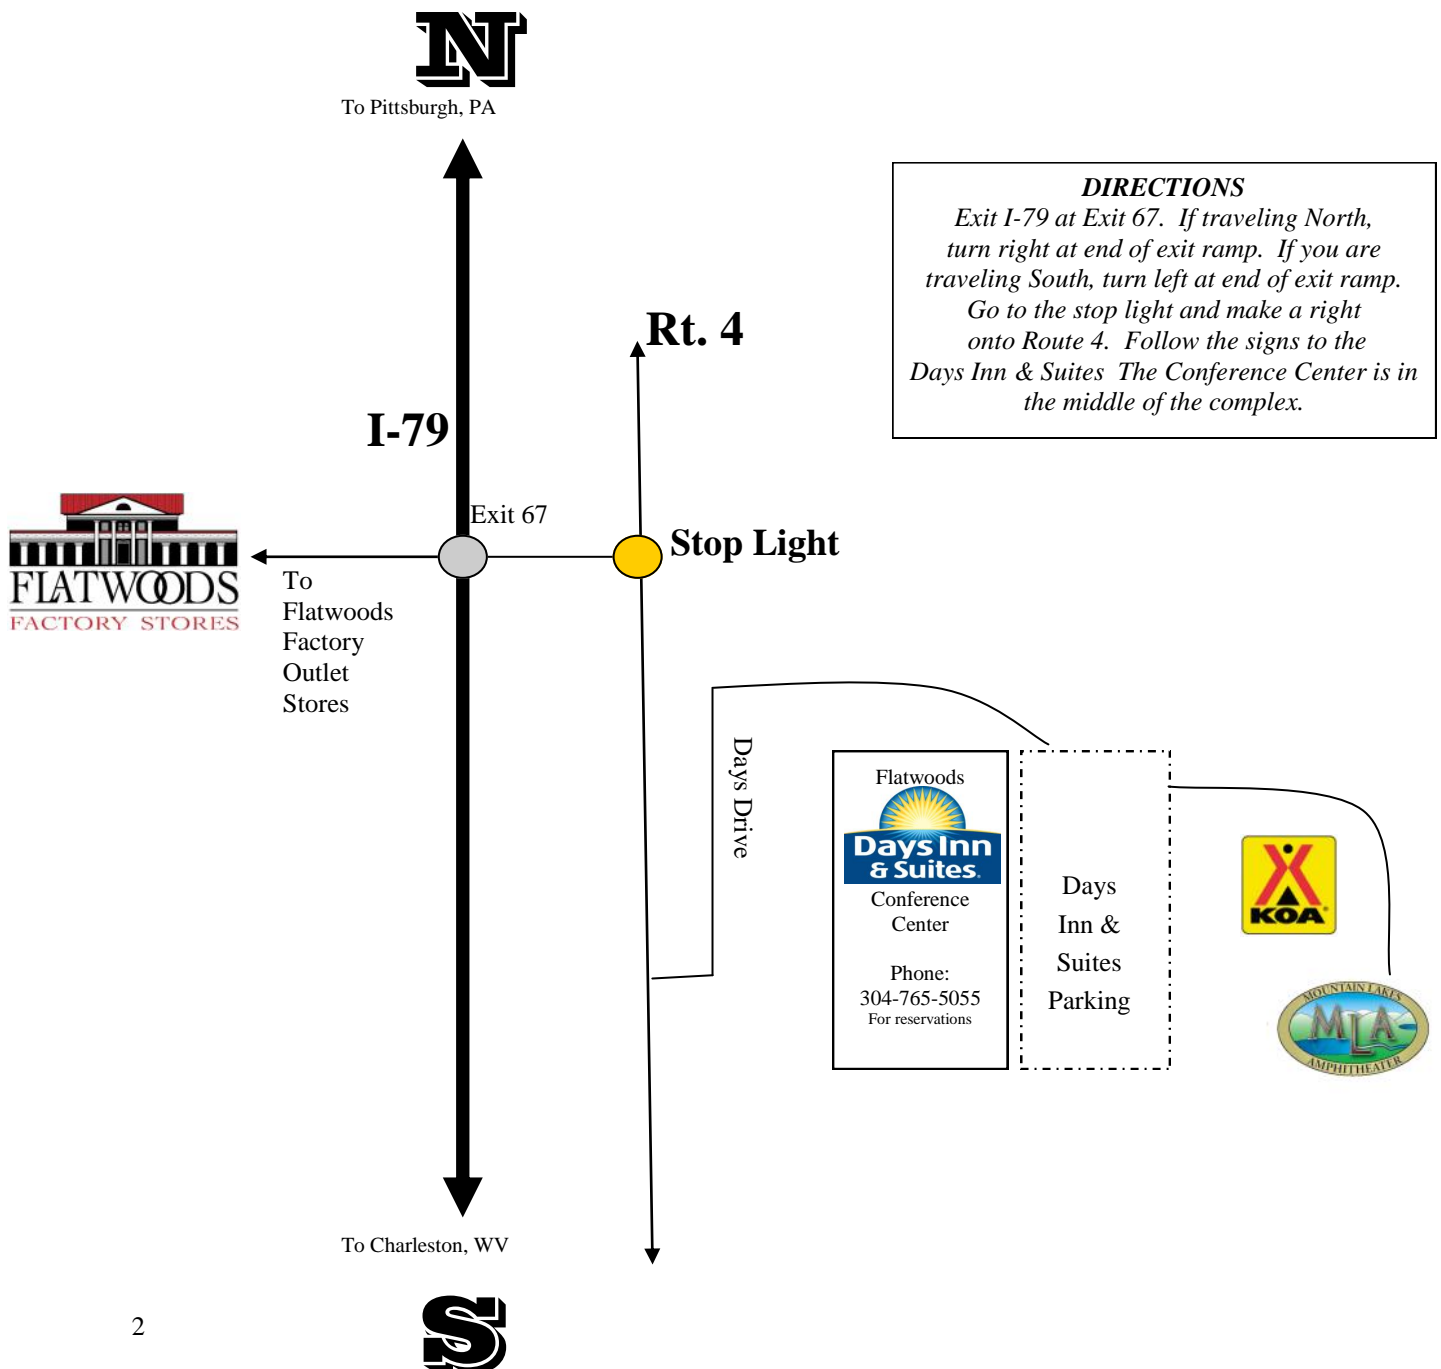 N
To Pittsburgh, PA
DIRECTIONS
Exit I-79 at Exit 67.  If traveling North,
turn right at end of exit ramp.  If you are
traveling South, turn left at end of exit ramp.
Go to the stop light and make a right
onto Route 4.  Follow the signs to the
Days Inn & Suites  The Conference Center is in
the middle of the complex.
Rt. 4
I-79
Exit 67
Stop Light
FLATWOODS
FACTORY STORES
To
Flatwoods
Factory
Outlet
Stores
Days Drive
Flatwoods
Days Inn
& Suites.
Conference
Center
Phone:
304-765-5055
For reservations
Days
Inn &
Suites
Parking
KOA®
MOUNTAIN LAKES
MLA
AMPHITHEATER
To Charleston, WV
2
S